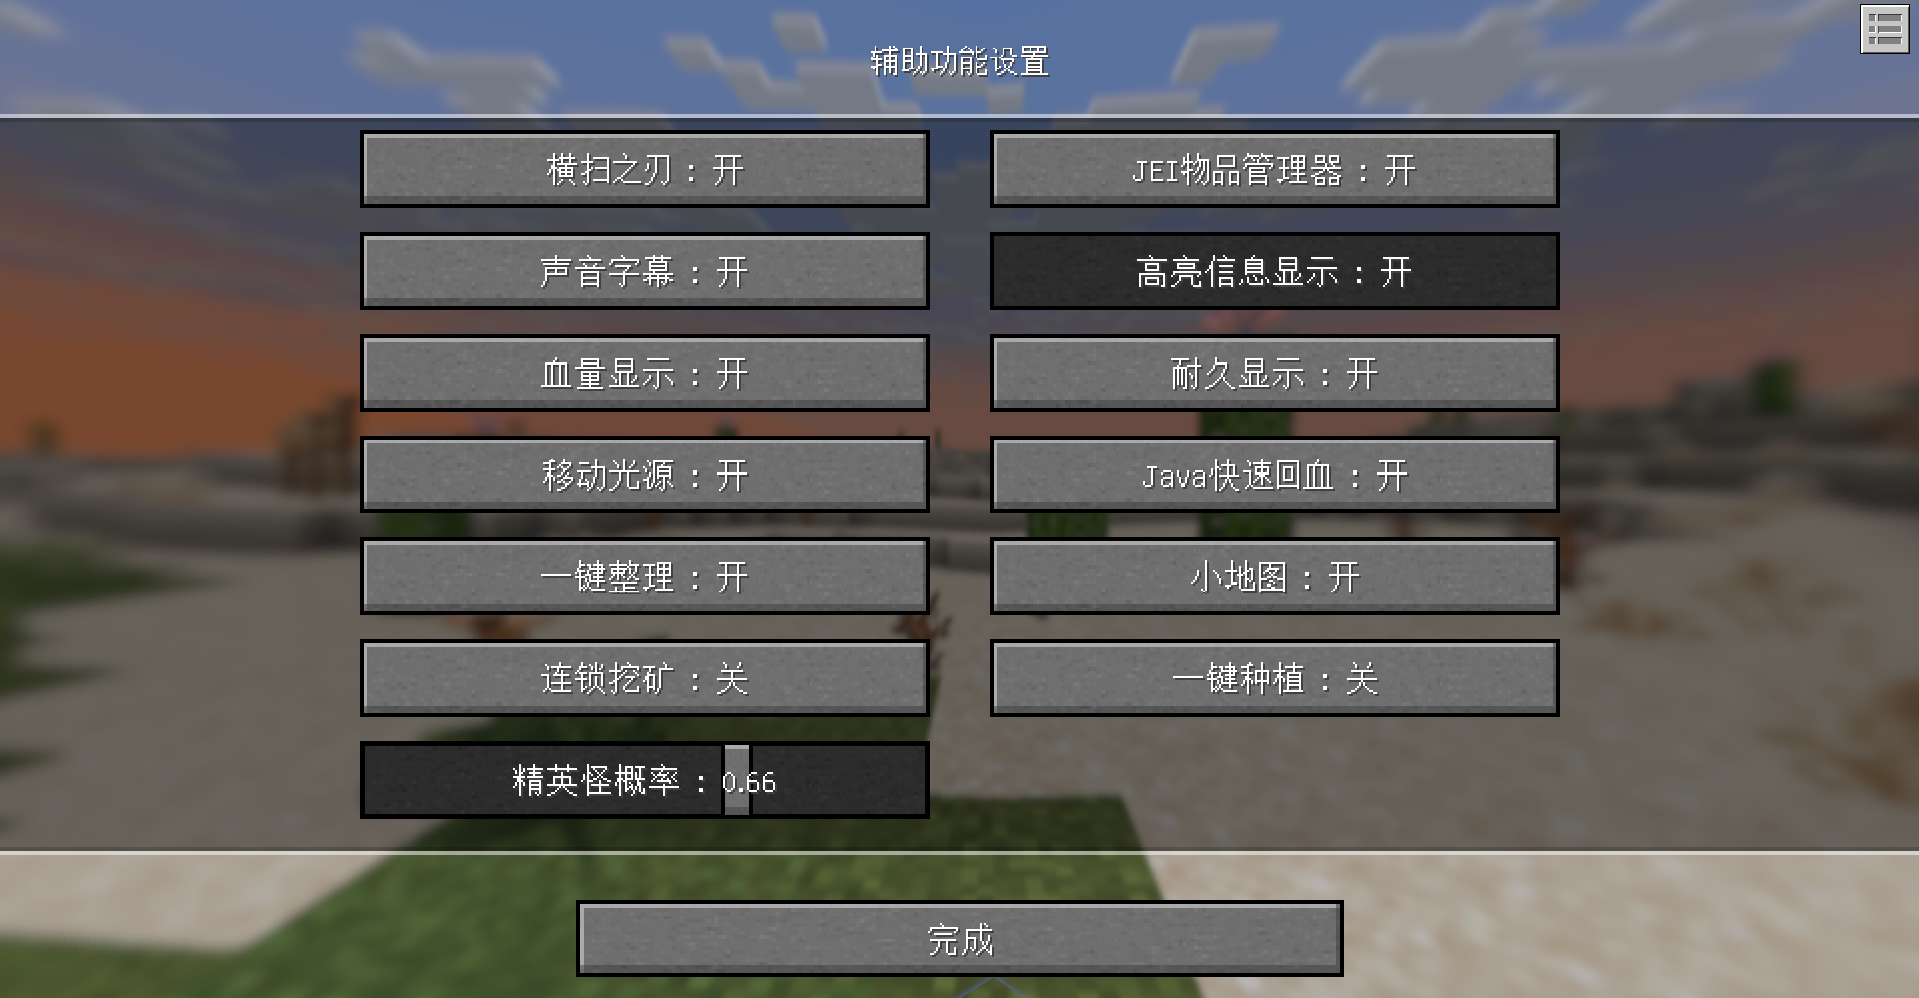 辅助功能设置
横扫之刃 : 开
JEI物品管理器 : 开
声音字幕 : 开
高亮信息显示 : 开
血量显示 : 开
耐久显示 : 开
移动光源 : 开
Java快速回血 : 开
一键整理 : 开
小地图 : 开
连锁挖矿 : 关
一键种植 : 关
精英怪概率 : 0.66
完成